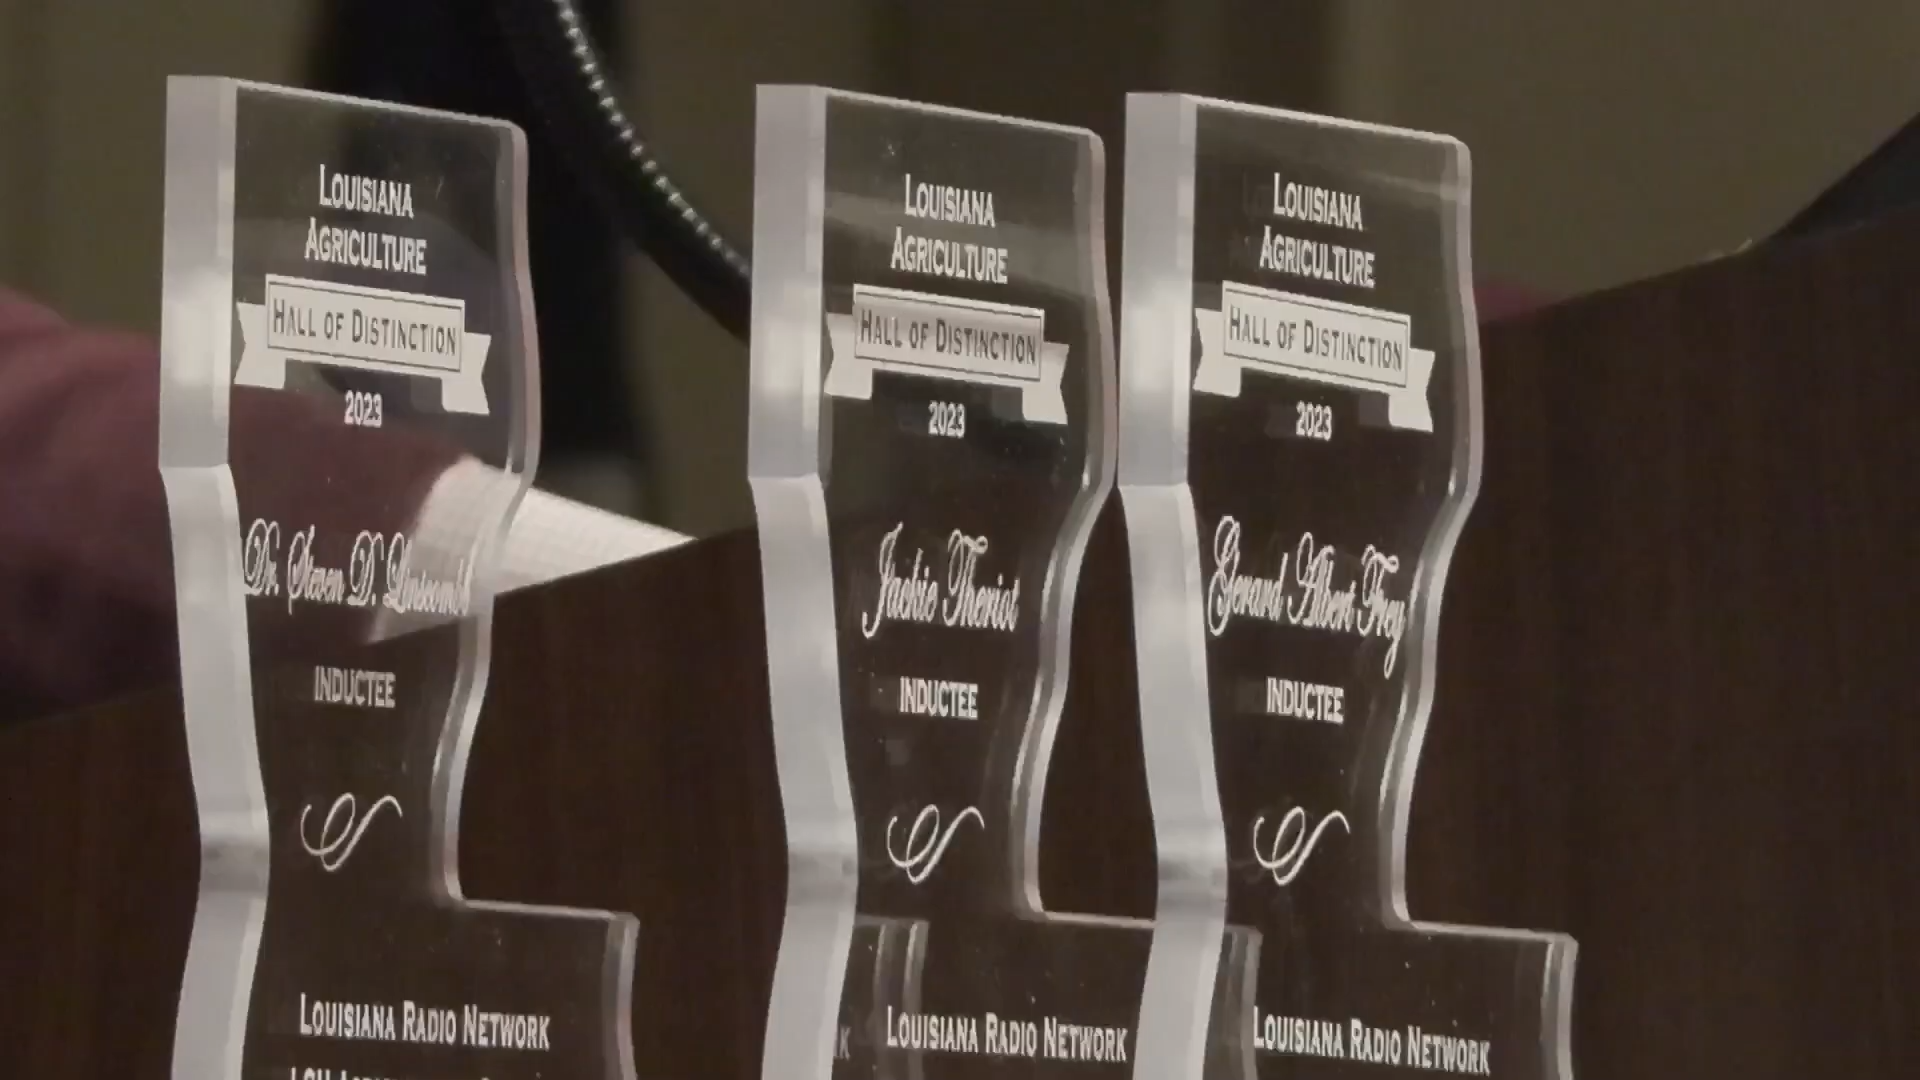 LOUISIANA
AGRICULTURE
HALL OF DISTINCTION
2023
Dr. Steven D. Linscombe
INDUCTEE
LOUISIANA RADIO NETWORK
LOUISIANA
AGRICULTURE
HALL OF DISTINCTION
2023
Jackie Theriot
INDUCTEE
LOUISIANA RADIO NETWORK
LOUISIANA
AGRICULTURE
HALL OF DISTINCTION
2023
Gerard Albert Frey
INDUCTEE
LOUISIANA RADIO NETWORK